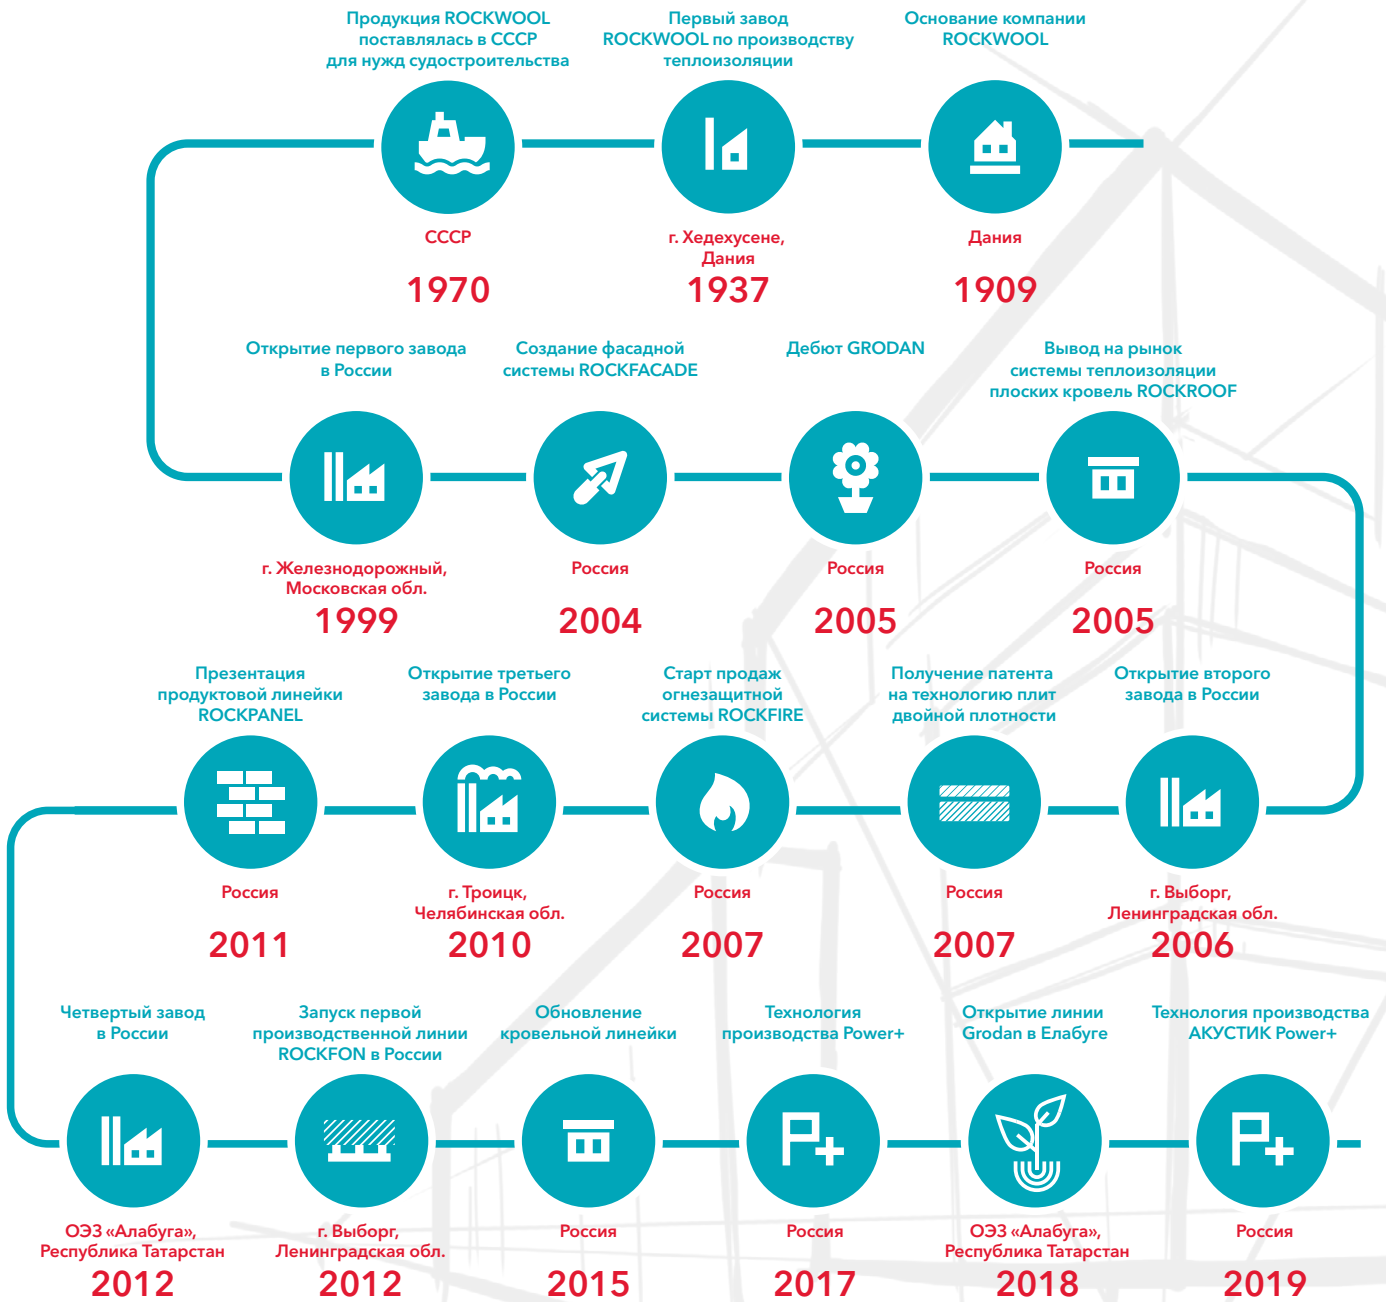 Продукция ROCKWOOL
поставлялась в СССР
для нужд судостроительства
СССР
1970
Первый завод
ROCKWOOL по производству
теплоизоляции
г. Хедехусене,
Дания
1937
Основание компании
ROCKWOOL
Дания
1909
Открытие первого завода
в России
г. Железнодорожный,
Московская обл.
1999
Создание фасадной
системы ROCKFACADE
Россия
2004
Дебют GRODAN
Россия
2005
Вывод на рынок
системы теплоизоляции
плоских кровель ROCKROOF
Россия
2005
Презентация
продуктовой линейки
ROCKPANEL
Россия
2011
Открытие третьего
завода в России
г. Троицк,
Челябинская обл.
2010
Старт продаж
огнезащитной
системы ROCKFIRE
Россия
2007
Получение патента
на технологию плит
двойной плотности
Россия
2007
Открытие второго
завода в России
г. Выборг,
Ленинградская обл.
2006
Четвертый завод
в России
ОЭЗ «Алабуга»,
Республика Татарстан
2012
Запуск первой
производственной линии
ROCKFON в России
г. Выборг,
Ленинградская обл.
2012
Обновление
кровельной линейки
Россия
2015
Технология
производства Power+
P+
Россия
2017
Открытие линии
Grodan в Елабуге
ОЭЗ «Алабуга»,
Республика Татарстан
2018
Технология производства
АКУСТИК Power+
P+
Россия
2019